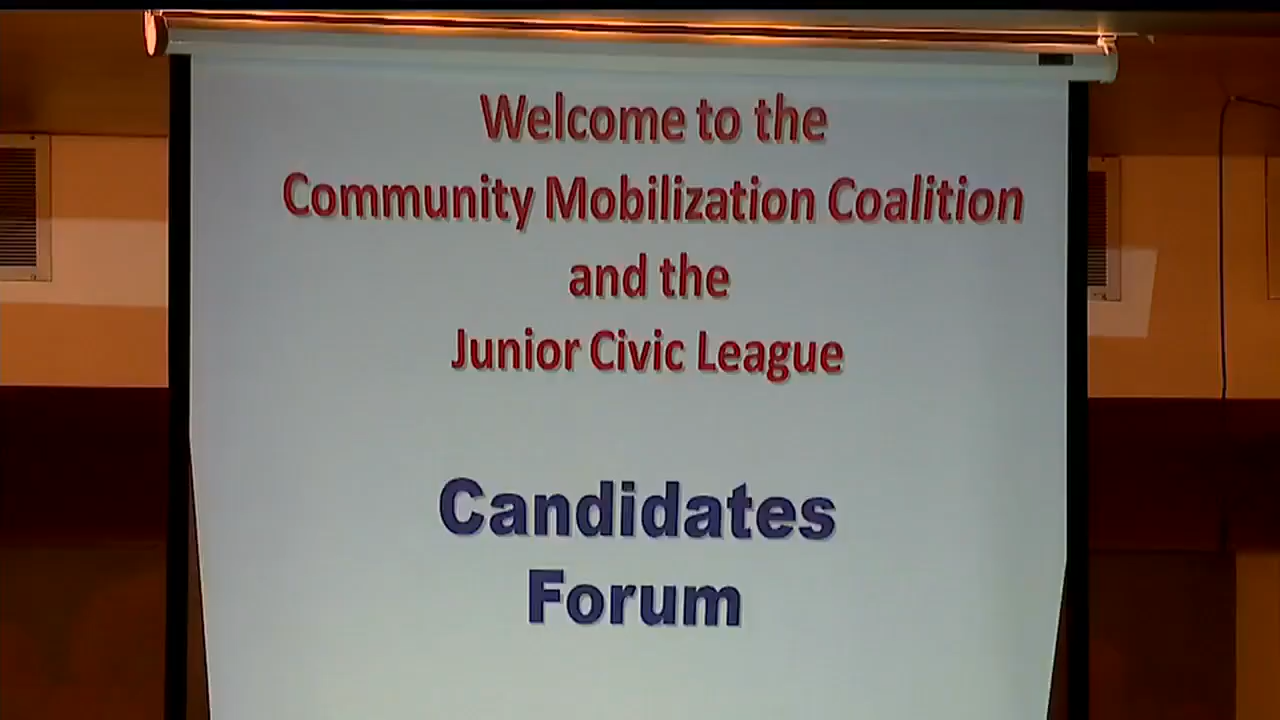 Welcome to the
Community Mobilization Coalition
and the
Junior Civic League
Candidates
Forum